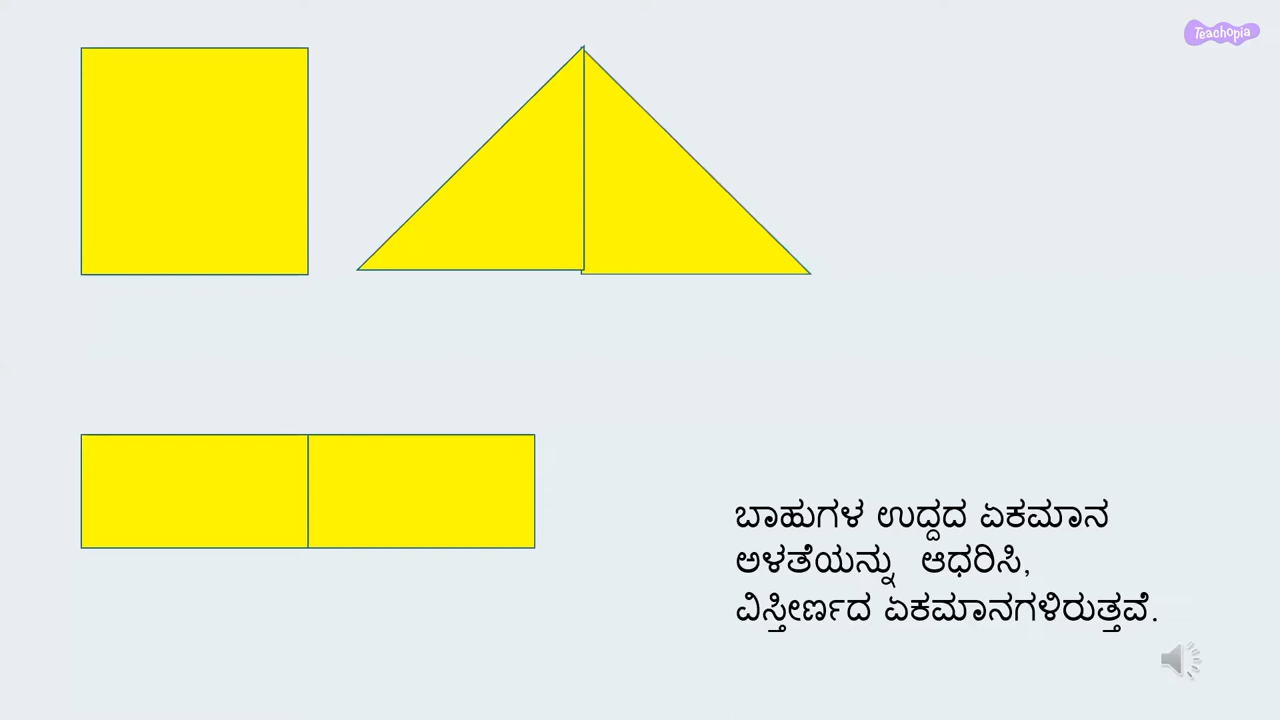 Teachopia
ಬಾಹುಗಳ ಉದ್ದದ ಏಕಮಾನ
ಅಳತೆಯನ್ನು ಆಧರಿಸಿ,
ವಿಸ್ತೀರ್ಣದ ಏಕಮಾನಗಳಿರುತ್ತವೆ.